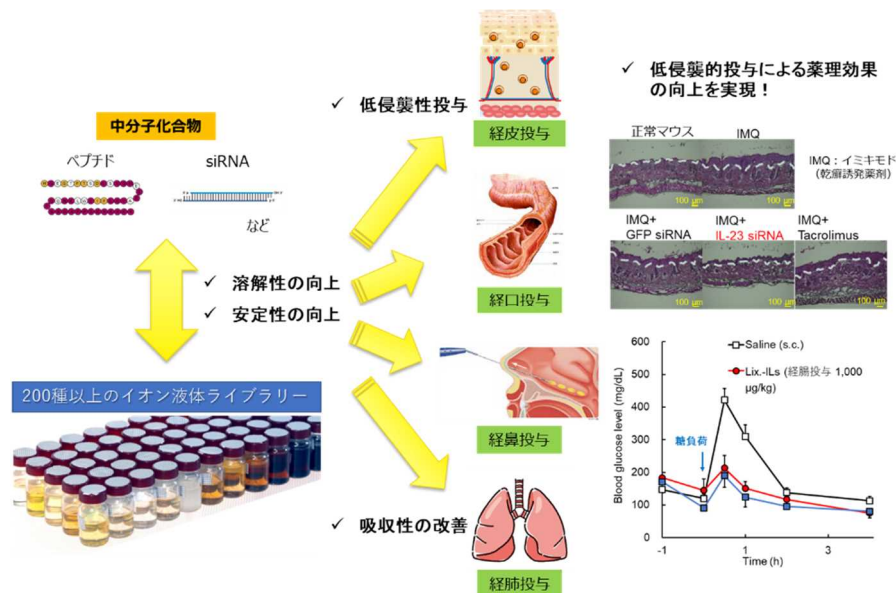 中分子化合物
ペプチド
siRNA
など
✓ 溶解性の向上
✓ 安定性の向上
200種以上のイオン液体ライブラリー
✓ 低侵襲性投与
経皮投与
経口投与
経鼻投与
✓ 吸収性の改善
経肺投与
✓ 低侵襲的投与による薬理効果
の向上を実現！
正常マウス
IMQ
IMQ：イミキモド
（乾癬誘発薬剤）
100 μm
100 μm
IMQ+
GFP siRNA
IMQ+
IL-23 siRNA
IMQ+
Tacrolimus
100 μm
100 μm
100 μm
Blood glucose level (mg/dL)
600
500
400
300
200
100
0
Saline (s.c.)
Lix.-ILs (経腸投与 1,000
μg/kg)
糖負荷
-1
1
3
Time (h)